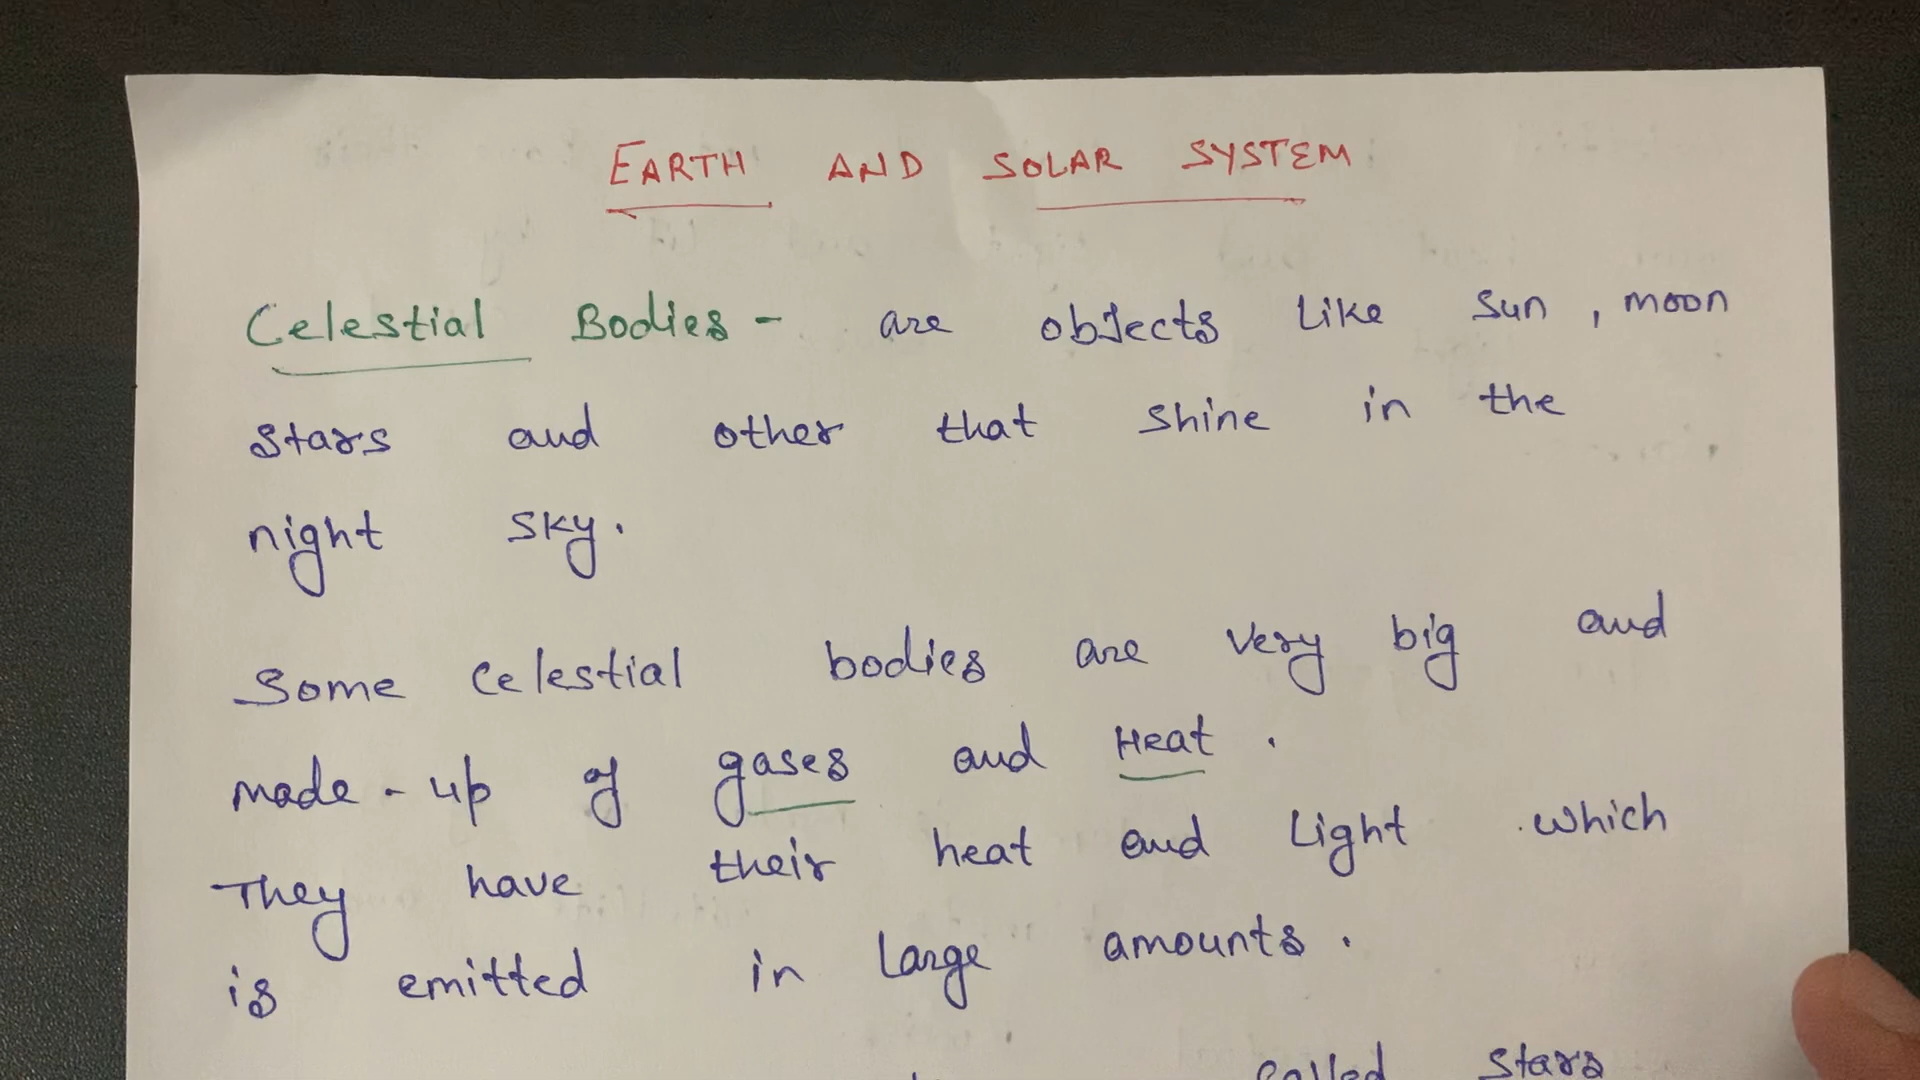 EARTH AND SOLAR SYSTEM
Celestial Bodies - are objects like sun, moon
stars and other that shine in the
night sky.
Some celestial bodies are very big and
made-up of gases and Heat.
They have their heat and light which
is emitted in large amounts.
called stars